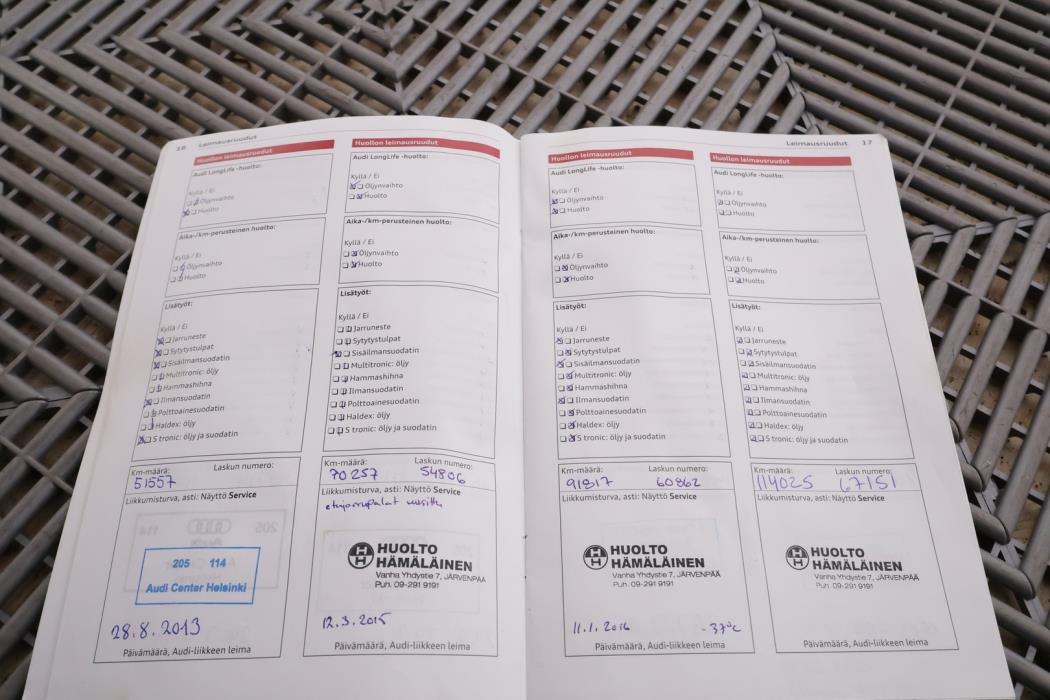 16 Leimausruudut
Huollon leimausruudut
Audi LongLife -huolto:
Kyllä / Ei
Öljynvaihto
Huolto
Aika-/km-perusteinen huolto:
Kyllä / Ei
Öljynvaihto
Huolto
Lisätyöt:
Kyllä / Ei
Jarruneste
Sytytystulpat
Sisäilmansuodatin
Multitronic: öljy
Hammashihna
Ilmansuodatin
Polttoainesuodatin
Haldex: öljy
S tronic: öljy ja suodatin
Km-määrä: Laskun numero:
51557
Liikkumisturva, asti: Näyttö Service
205 114
Audi Center Helsinki
28.8.2013
Päivämäärä, Audi-liikkeen leima
Huollon leimausruudut
Audi LongLife -huolto:
Kyllä / Ei
Öljynvaihto
Huolto
Aika-/km-perusteinen huolto:
Kyllä / Ei
Öljynvaihto
Huolto
Lisätyöt:
Kyllä / Ei
Jarruneste
Sytytystulpat
Sisäilmansuodatin
Multitronic: öljy
Hammashihna
Ilmansuodatin
Polttoainesuodatin
Haldex: öljy
S tronic: öljy ja suodatin
Km-määrä: Laskun numero:
70257 54806
Liikkumisturva, asti: Näyttö Service
etujarrupalat uusittu
HUOLTO
HÄMÄLÄINEN
Vanha Yhdystie 7, JÄRVENPÄÄ
Puh. 09-291 9191
12.3.2015
Päivämäärä, Audi-liikkeen leima
Leimausruudut 17
Huollon leimausruudut
Audi LongLife -huolto:
Kyllä / Ei
Öljynvaihto
Huolto
Aika-/km-perusteinen huolto:
Kyllä / Ei
Öljynvaihto
Huolto
Lisätyöt:
Kyllä / Ei
Jarruneste
Sytytystulpat
Sisäilmansuodatin
Multitronic: öljy
Hammashihna
Ilmansuodatin
Polttoainesuodatin
Haldex: öljy
S tronic: öljy ja suodatin
Km-määrä: Laskun numero:
91817 60862
Liikkumisturva, asti: Näyttö Service
HUOLTO
HÄMÄLÄINEN
Vanha Yhdystie 7, JÄRVENPÄÄ
Puh. 09-291 9191
11.1.2016 -37°C
Päivämäärä, Audi-liikkeen leima
Huollon leimausruudut
Audi LongLife -huolto:
Kyllä / Ei
Öljynvaihto
Huolto
Aika-/km-perusteinen huolto:
Kyllä / Ei
Öljynvaihto
Huolto
Lisätyöt:
Kyllä / Ei
Jarruneste
Sytytystulpat
Sisäilmansuodatin
Multitronic: öljy
Hammashihna
Ilmansuodatin
Polttoainesuodatin
Haldex: öljy
S tronic: öljy ja suodatin
Km-määrä: Laskun numero:
114025 67151
Liikkumisturva, asti: Näyttö Service
HUOLTO
HÄMÄLÄINEN
Vanha Yhdystie 7, JÄRVENPÄÄ
Puh. 09-291 9191
Päivämäärä, Audi-liikkeen leima